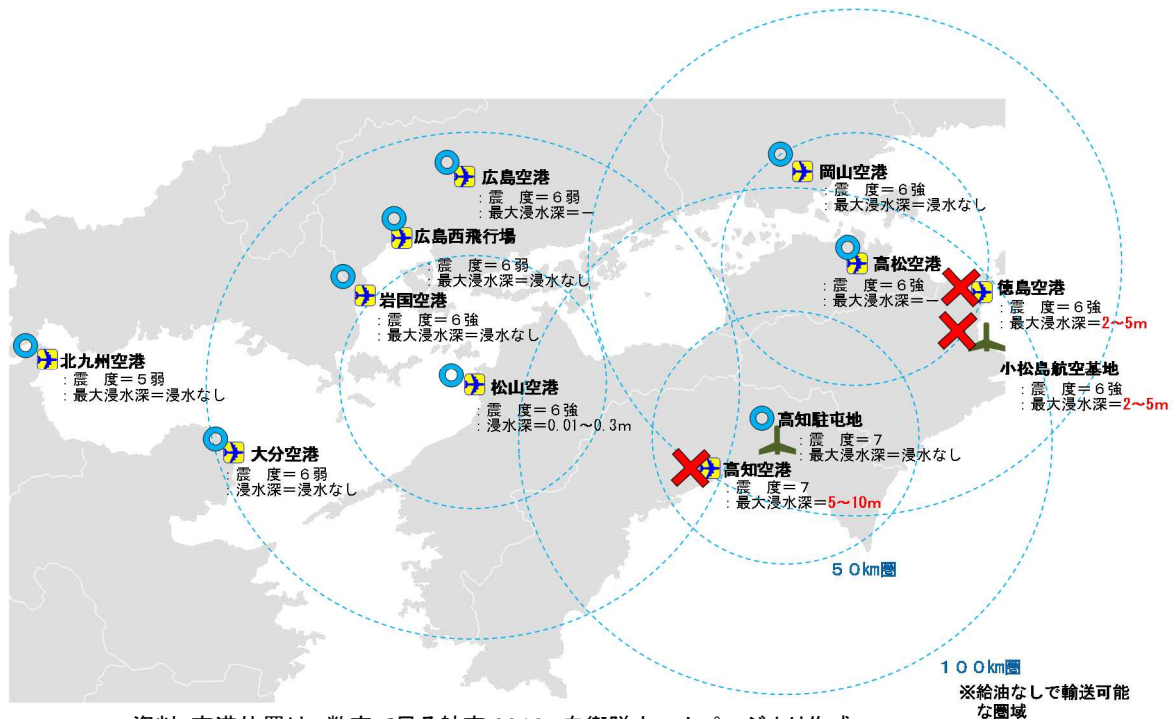 広島空港
：震　度＝６弱
：最大浸水深＝－
広島西飛行場
：震　度＝６弱
：最大浸水深＝浸水なし
岩国空港
：震　度＝６強
：最大浸水深＝浸水なし
北九州空港
：震　度＝５弱
：最大浸水深＝浸水なし
松山空港
：震　度＝６強
：浸水深＝0.01～0.3m
大分空港
：震　度＝６弱
：浸水深＝浸水なし
岡山空港
：震　度＝６強
：最大浸水深＝浸水なし
高松空港
：震　度＝６強
：最大浸水深＝－
徳島空港
：震　度＝６強
：最大浸水深＝2～5m
小松島航空基地
：震　度＝６強
：最大浸水深＝2～5m
高知駐屯地
：震　度＝７
：最大浸水深＝浸水なし
高知空港
：震　度＝７
：最大浸水深＝5～10m
５０km圏
１００km圏
※給油なしで輸送可能
な圏域